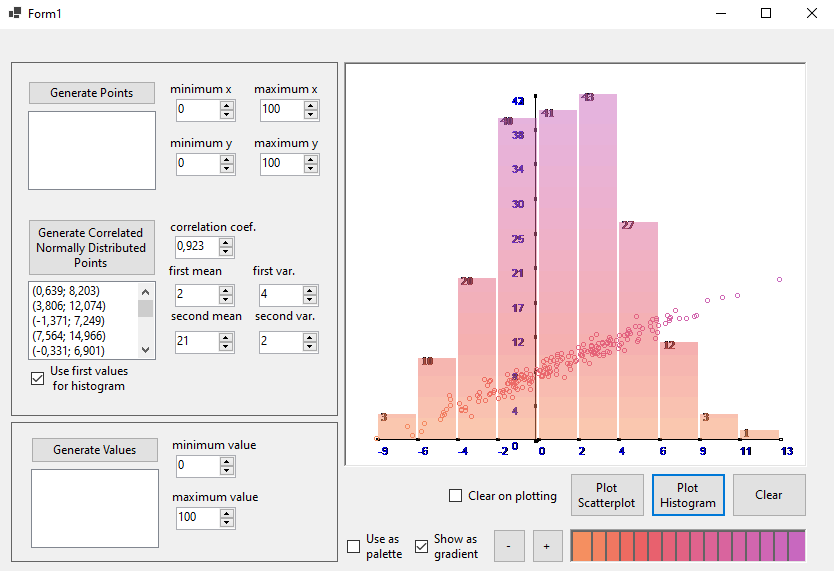 Form1
Generate Points
minimum x
maximum x
0
100
minimum y
maximum y
0
100
Generate Correlated
Normally Distributed
Points
correlation coef.
0,923
first mean
first var.
2
4
second mean
second var.
21
2
(0,639; 8,203)
(3,806; 12,074)
(-1,371; 7,249)
(7,564; 14,966)
(-0,331; 6,901)
Use first values
for histogram
Generate Values
minimum value
0
maximum value
100
42
38
34
30
25
21
17
12
8
4
0
3
10
20
40
41
43
27
12
3
1
-9
-6
-4
-2
0
2
4
6
9
11
13
Clear on plotting
Plot
Scatterplot
Plot
Histogram
Clear
Use as
palette
Show as
gradient
-
+